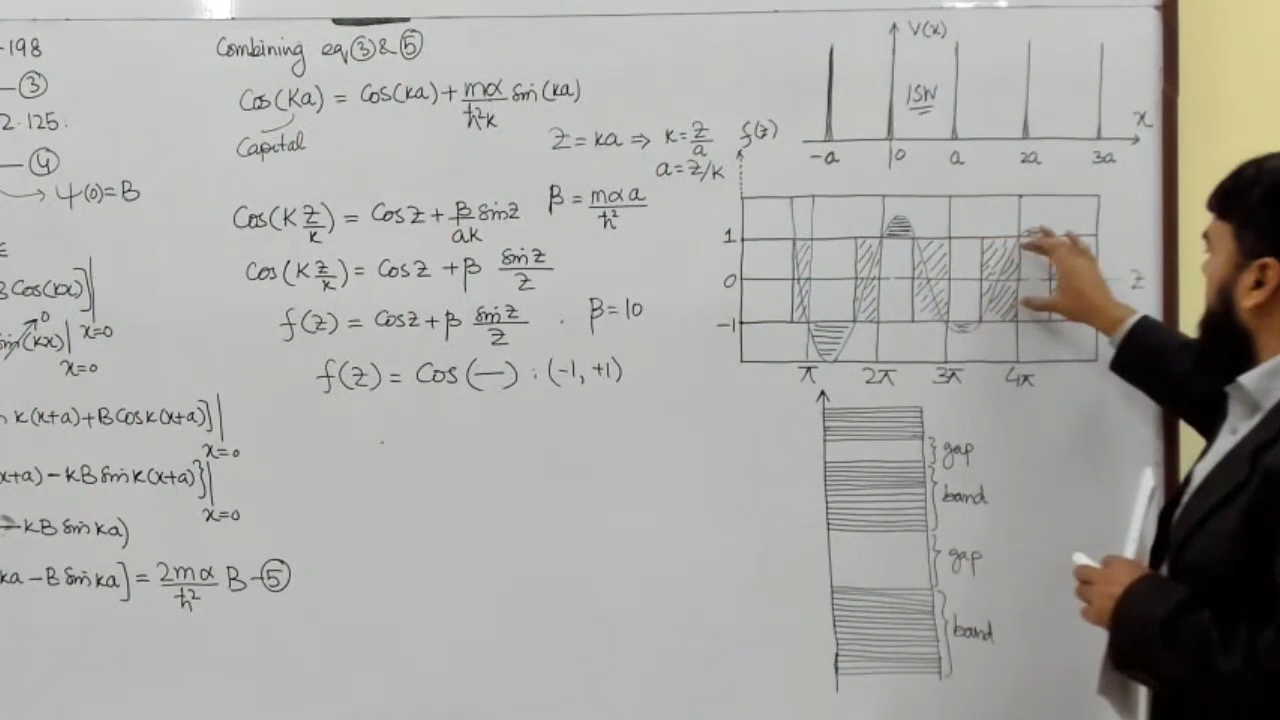 -198
— ③
2.125.
— ④
→ Ψ(0)=B
B Cos(kx)]|
0
sin(kx)| x=0
x=0
k(x+a)+B Cos k(x+a)}|
x=0
x+a) – kB Sin k(x+a)}|
x=0
–kB Sin ka)
ka – B Sin ka] = 2mα/ħ² B –⑤
Combining eq ③ & ⑤
Cos(Ka) = Cos(ka) + mα/ħ²k sin(ka)
Capital
Z = ka ⇒ k = Z/a
a = Z/k
Cos(K Z/k) = Cos Z + β/ak Sin Z
β = mαa/ħ²
Cos(K Z/k) = Cos Z + β Sin Z/Z
f(Z) = Cos Z + β Sin Z/Z . β = 10
f(Z) = Cos(—) : (-1, +1)
V(x)
ISW
x
-a 0 a 2a 3a
f(z)
1
0
Z
-1
π 2π 3π 4π
gap
band
gap
band